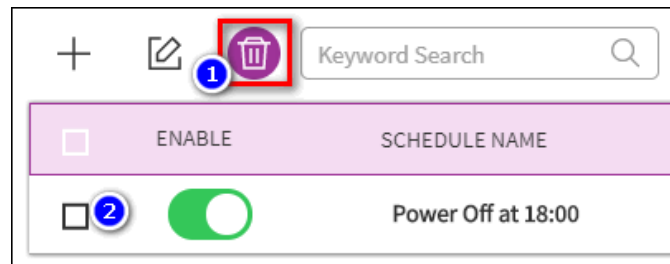 1
Keyword Search
ENABLE SCHEDULE NAME
2 Power Off at 18:00